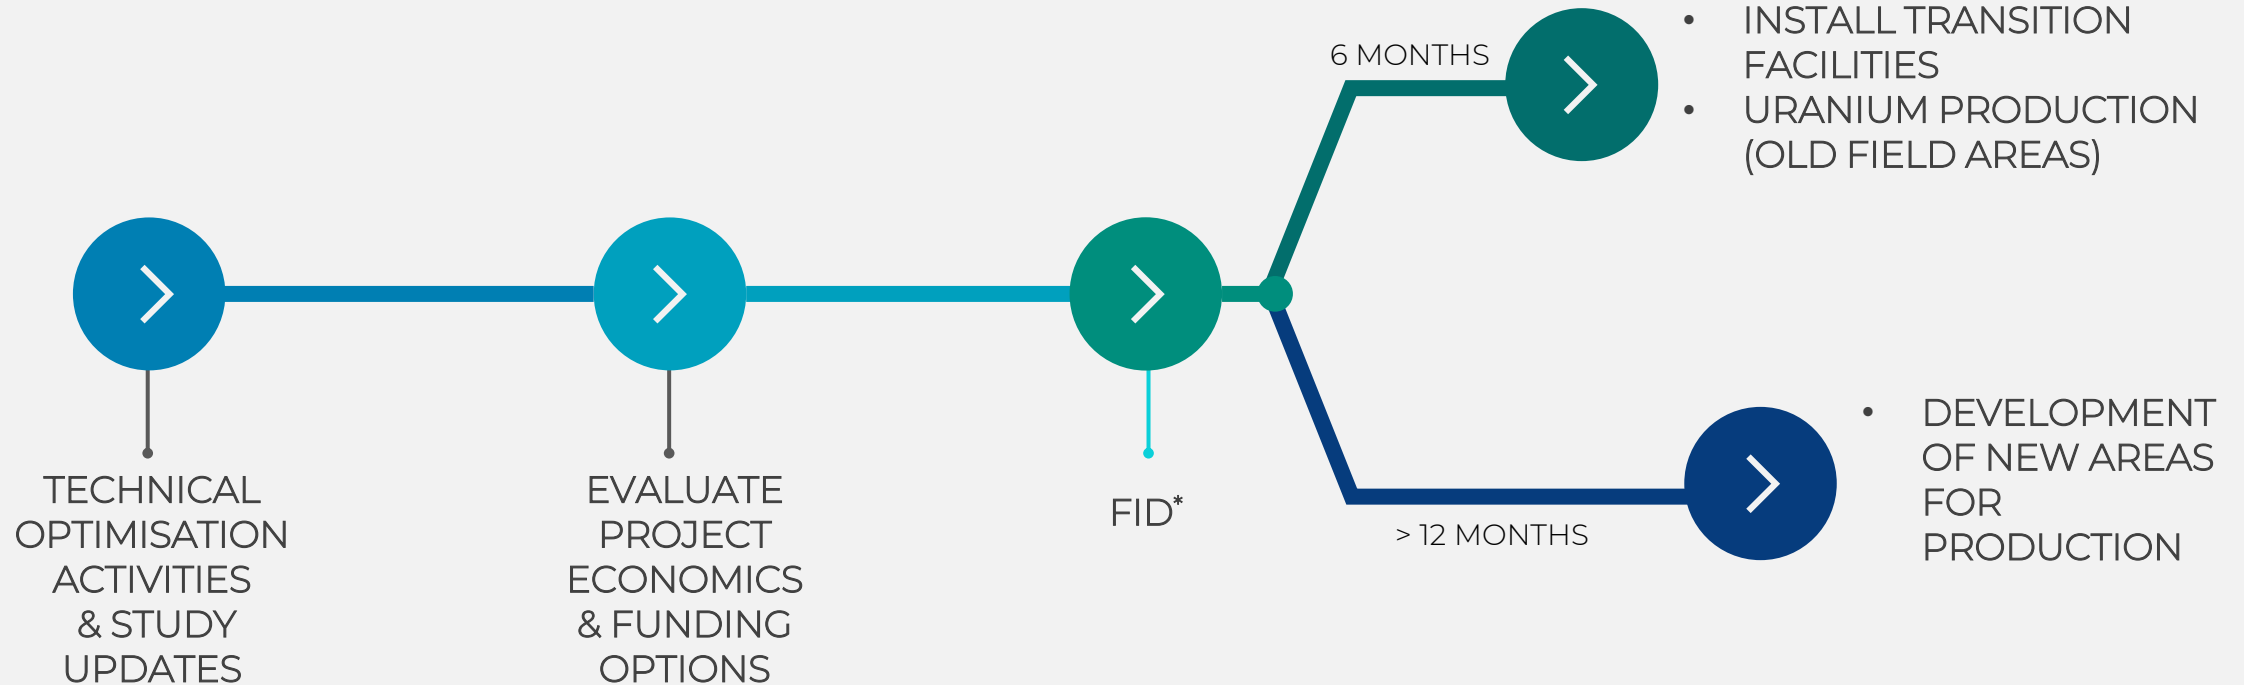 TECHNICAL
OPTIMISATION
ACTIVITIES
& STUDY
UPDATES
EVALUATE
PROJECT
ECONOMICS
& FUNDING
OPTIONS
FID*
6 MONTHS
• INSTALL TRANSITION
FACILITIES
• URANIUM PRODUCTION
(OLD FIELD AREAS)
> 12 MONTHS
• DEVELOPMENT
OF NEW AREAS
FOR
PRODUCTION